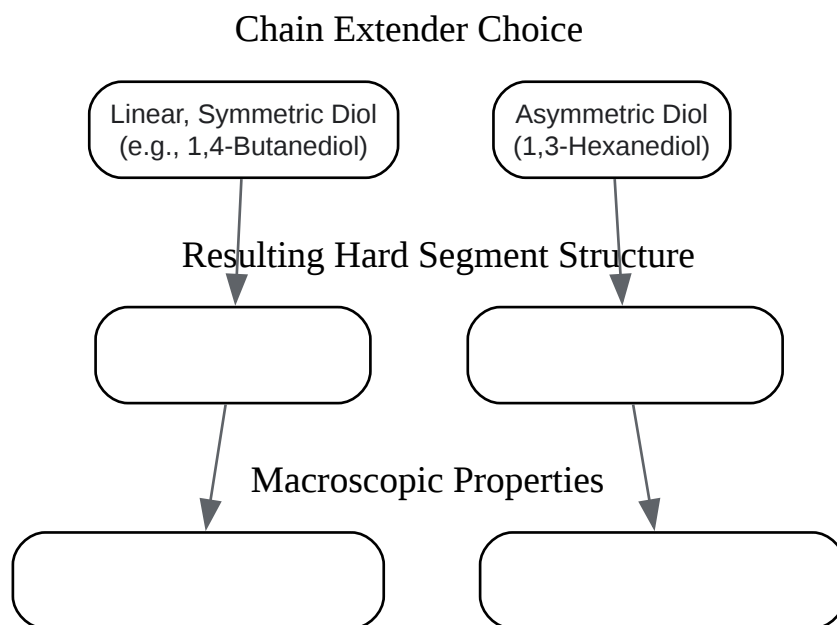 Chain Extender Choice
Linear, Symmetric Diol
(e.g., 1,4-Butanediol)
Asymmetric Diol
(1,3-Hexanediol)
Resulting Hard Segment Structure
Macroscopic Properties